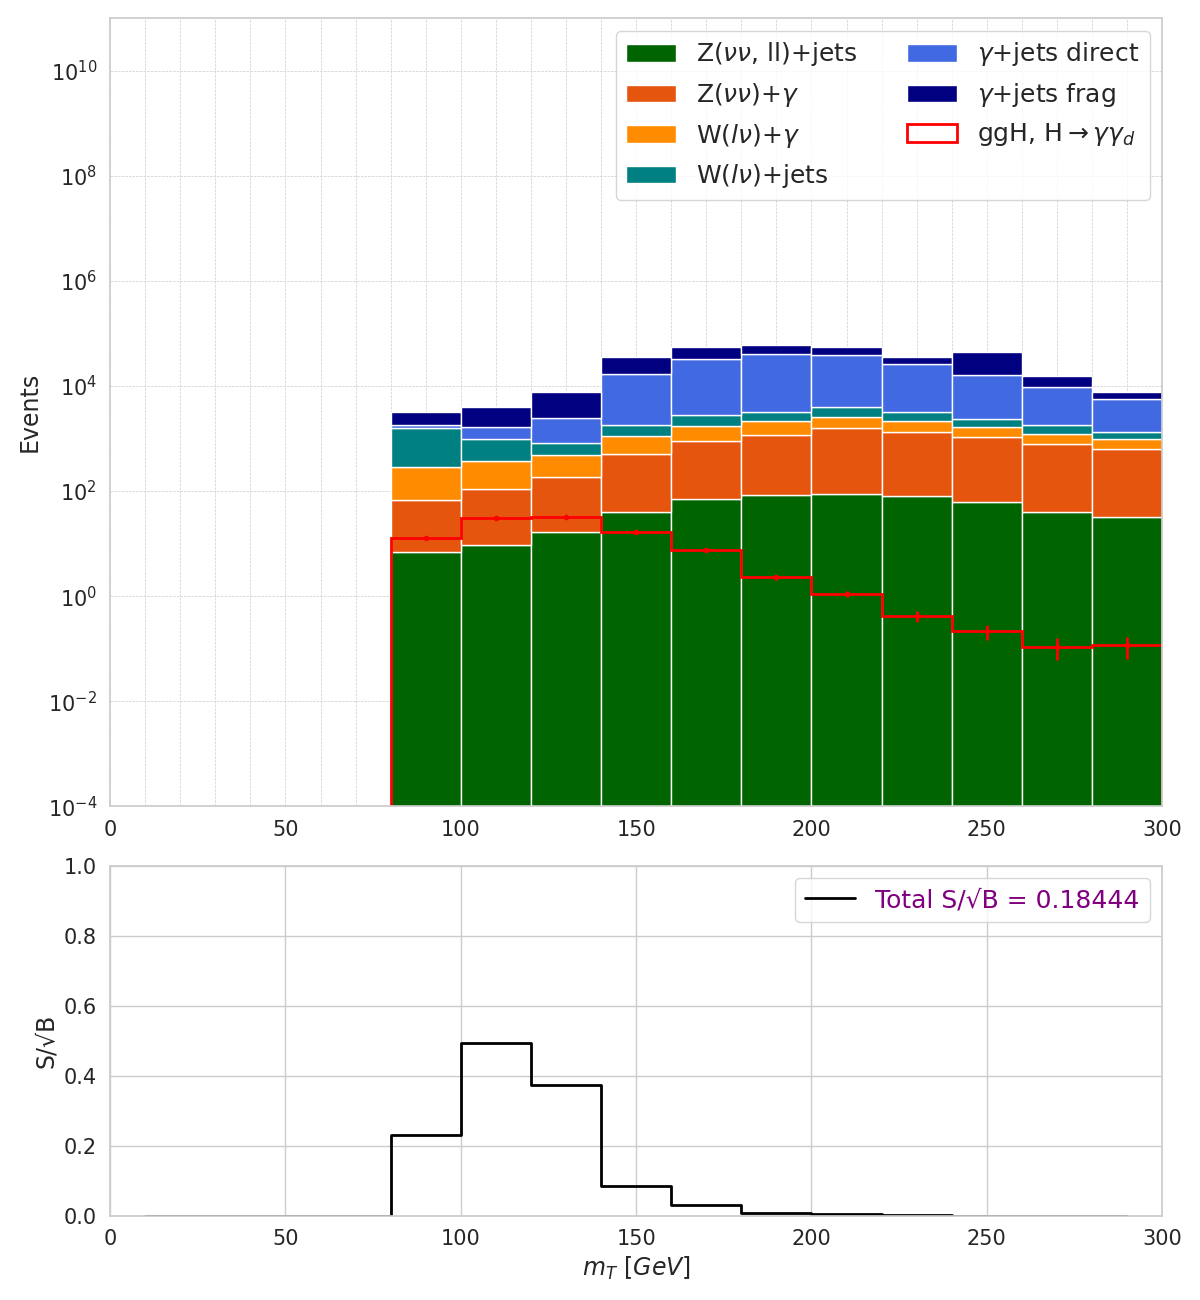 Z(νν, ll)+jets
Z(νν)+γ
W(lν)+γ
W(lν)+jets
γ+jets direct
γ+jets frag
ggH, H→γγ_d
Events
10^10
10^8
10^6
10^4
10^2
10^0
10^−2
10^−4
0 50 100 150 200 250 300
Total S/√B = 0.18444
S/√B
1.0
0.8
0.6
0.4
0.2
0.0
0 50 100 150 200 250 300
m_T [GeV]